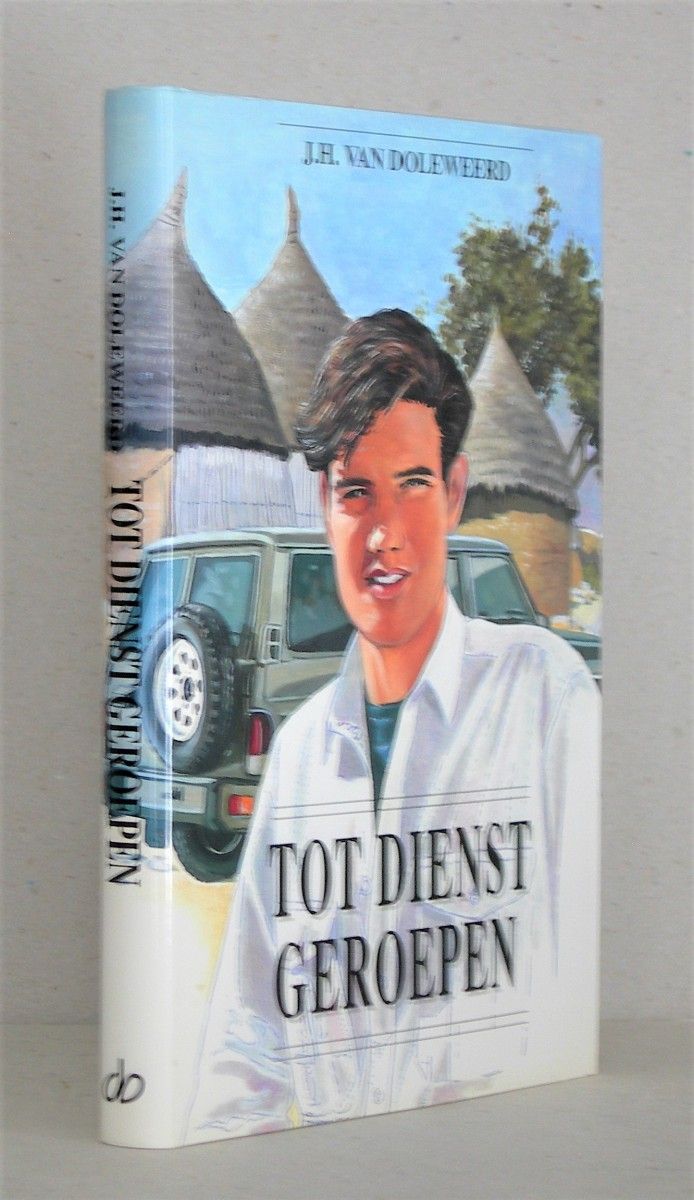 J.H. VAN DOLEWEERD
TOT DIENST
GEROEPEN
J.H. VAN DOLEWEERD TOT DIENST GEROEPEN
db